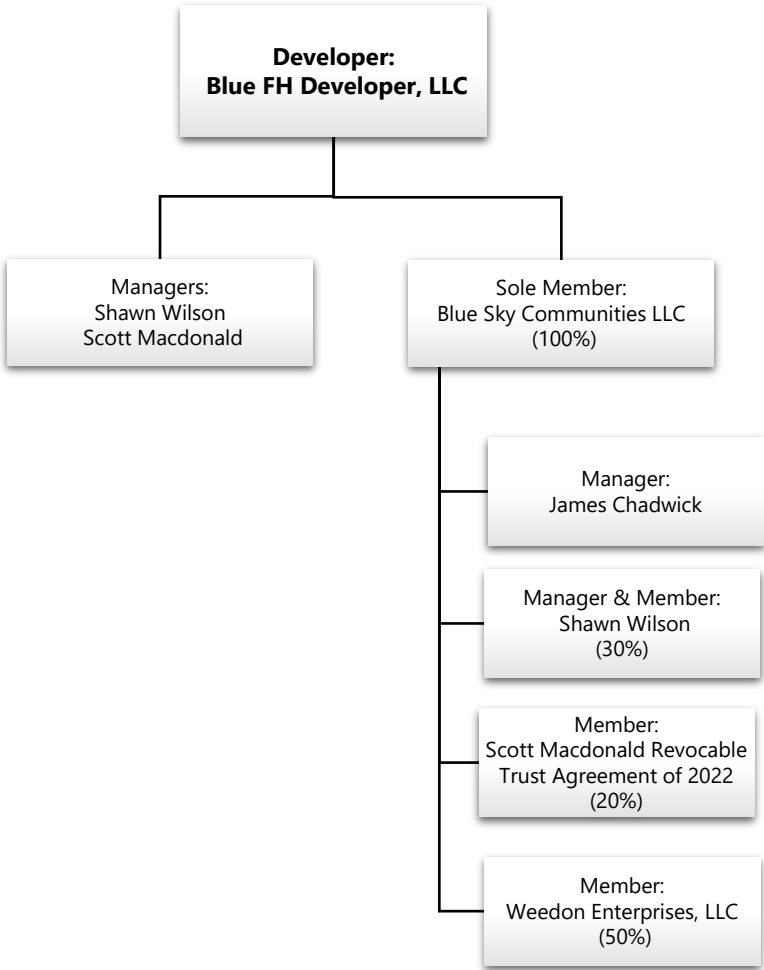 Developer:
Blue FH Developer, LLC
Managers:
Shawn Wilson
Scott Macdonald
Sole Member:
Blue Sky Communities LLC
(100%)
Manager:
James Chadwick
Manager & Member:
Shawn Wilson
(30%)
Member:
Scott Macdonald Revocable
Trust Agreement of 2022
(20%)
Member:
Weedon Enterprises, LLC
(50%)